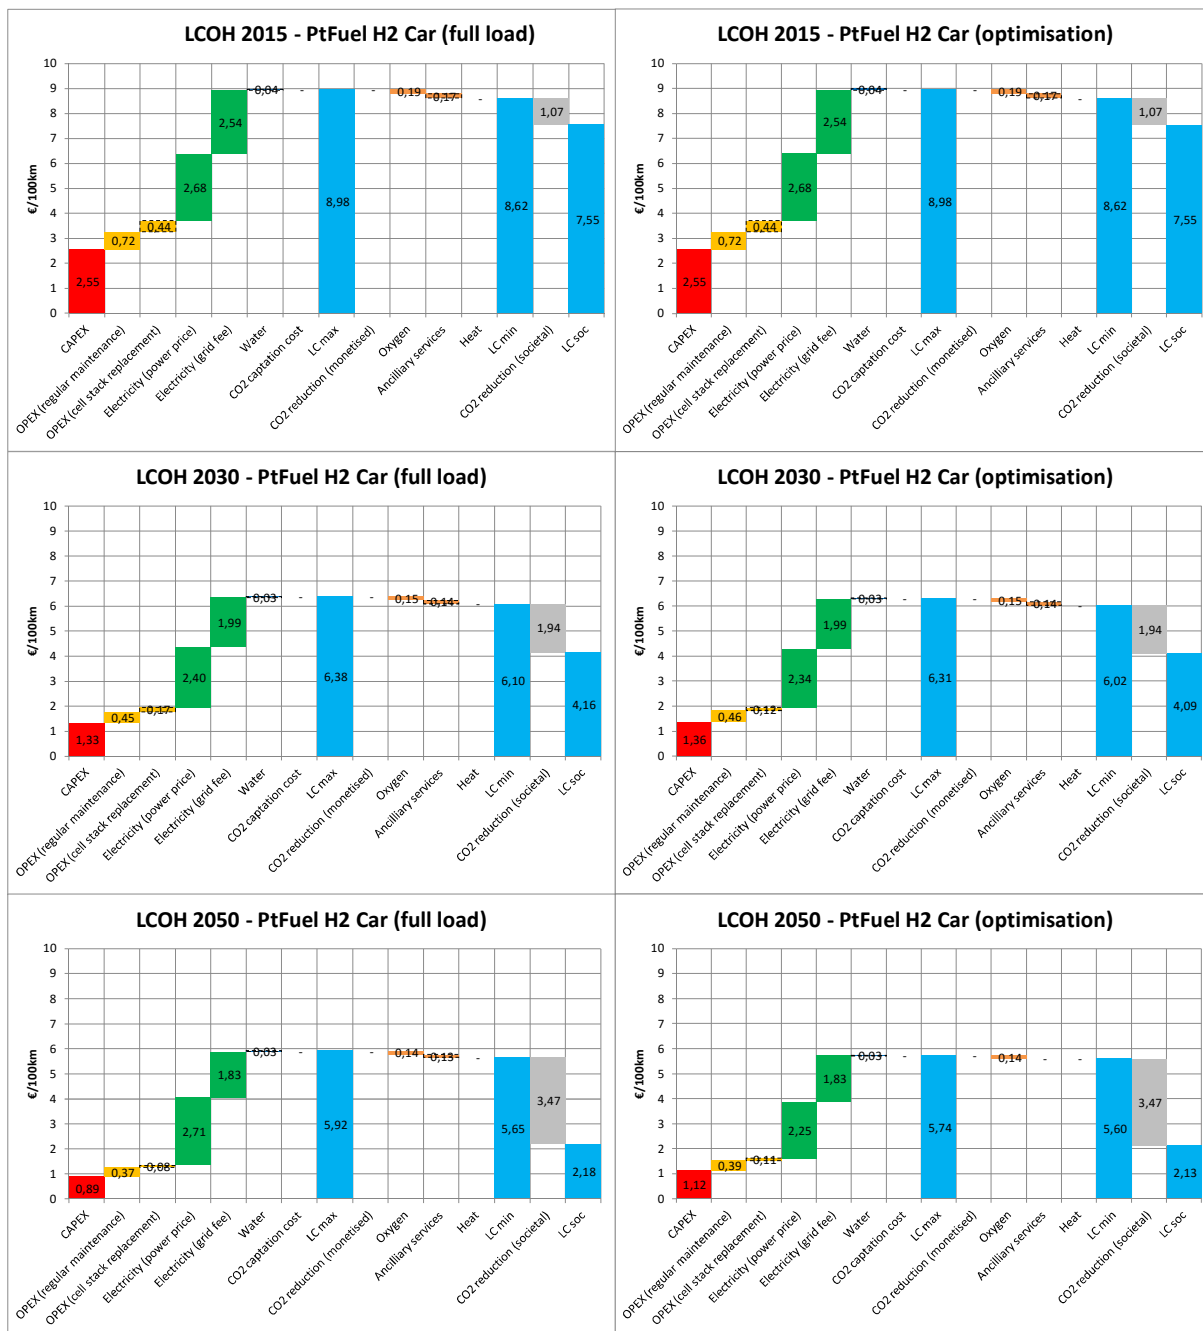 LCOH 2015 - PtFuel H2 Car (full load)
€/100km
10
9
8
7
6
5
4
3
2
1
0
2,55
0,72
0,44
2,68
2,54
0,04
-
8,98
-
0,19
0,17
-
8,62
1,07
7,55
CAPEX
OPEX (regular maintenance)
OPEX (cell stack replacement)
Electricity (power price)
Electricity (grid fee)
Water
CO2 captation cost
LC max
CO2 reduction (monetised)
Oxygen
Ancilliary services
Heat
LC min
CO2 reduction (societal)
LC soc
LCOH 2015 - PtFuel H2 Car (optimisation)
€/100km
10
9
8
7
6
5
4
3
2
1
0
2,55
0,72
0,44
2,68
2,54
0,04
-
8,98
-
0,19
0,17
-
8,62
1,07
7,55
CAPEX
OPEX (regular maintenance)
OPEX (cell stack replacement)
Electricity (power price)
Electricity (grid fee)
Water
CO2 captation cost
LC max
CO2 reduction (monetised)
Oxygen
Ancilliary services
Heat
LC min
CO2 reduction (societal)
LC soc
LCOH 2030 - PtFuel H2 Car (full load)
€/100km
10
9
8
7
6
5
4
3
2
1
0
1,33
0,45
0,17
2,40
1,99
0,03
-
6,38
-
0,15
0,14
-
6,10
1,94
4,16
CAPEX
OPEX (regular maintenance)
OPEX (cell stack replacement)
Electricity (power price)
Electricity (grid fee)
Water
CO2 captation cost
LC max
CO2 reduction (monetised)
Oxygen
Ancilliary services
Heat
LC min
CO2 reduction (societal)
LC soc
LCOH 2030 - PtFuel H2 Car (optimisation)
€/100km
10
9
8
7
6
5
4
3
2
1
0
1,36
0,46
0,12
2,34
1,99
0,03
-
6,31
-
0,15
0,14
-
6,02
1,94
4,09
CAPEX
OPEX (regular maintenance)
OPEX (cell stack replacement)
Electricity (power price)
Electricity (grid fee)
Water
CO2 captation cost
LC max
CO2 reduction (monetised)
Oxygen
Ancilliary services
Heat
LC min
CO2 reduction (societal)
LC soc
LCOH 2050 - PtFuel H2 Car (full load)
€/100km
10
9
8
7
6
5
4
3
2
1
0
0,89
0,37
0,08
2,71
1,83
0,03
-
5,92
-
0,14
0,13
-
5,65
3,47
2,18
CAPEX
OPEX (regular maintenance)
OPEX (cell stack replacement)
Electricity (power price)
Electricity (grid fee)
Water
CO2 captation cost
LC max
CO2 reduction (monetised)
Oxygen
Ancilliary services
Heat
LC min
CO2 reduction (societal)
LC soc
LCOH 2050 - PtFuel H2 Car (optimisation)
€/100km
10
9
8
7
6
5
4
3
2
1
0
1,12
0,39
0,11
2,25
1,83
0,03
-
5,74
-
0,14
-
-
5,60
3,47
2,13
CAPEX
OPEX (regular maintenance)
OPEX (cell stack replacement)
Electricity (power price)
Electricity (grid fee)
Water
CO2 captation cost
LC max
CO2 reduction (monetised)
Oxygen
Ancilliary services
Heat
LC min
CO2 reduction (societal)
LC soc